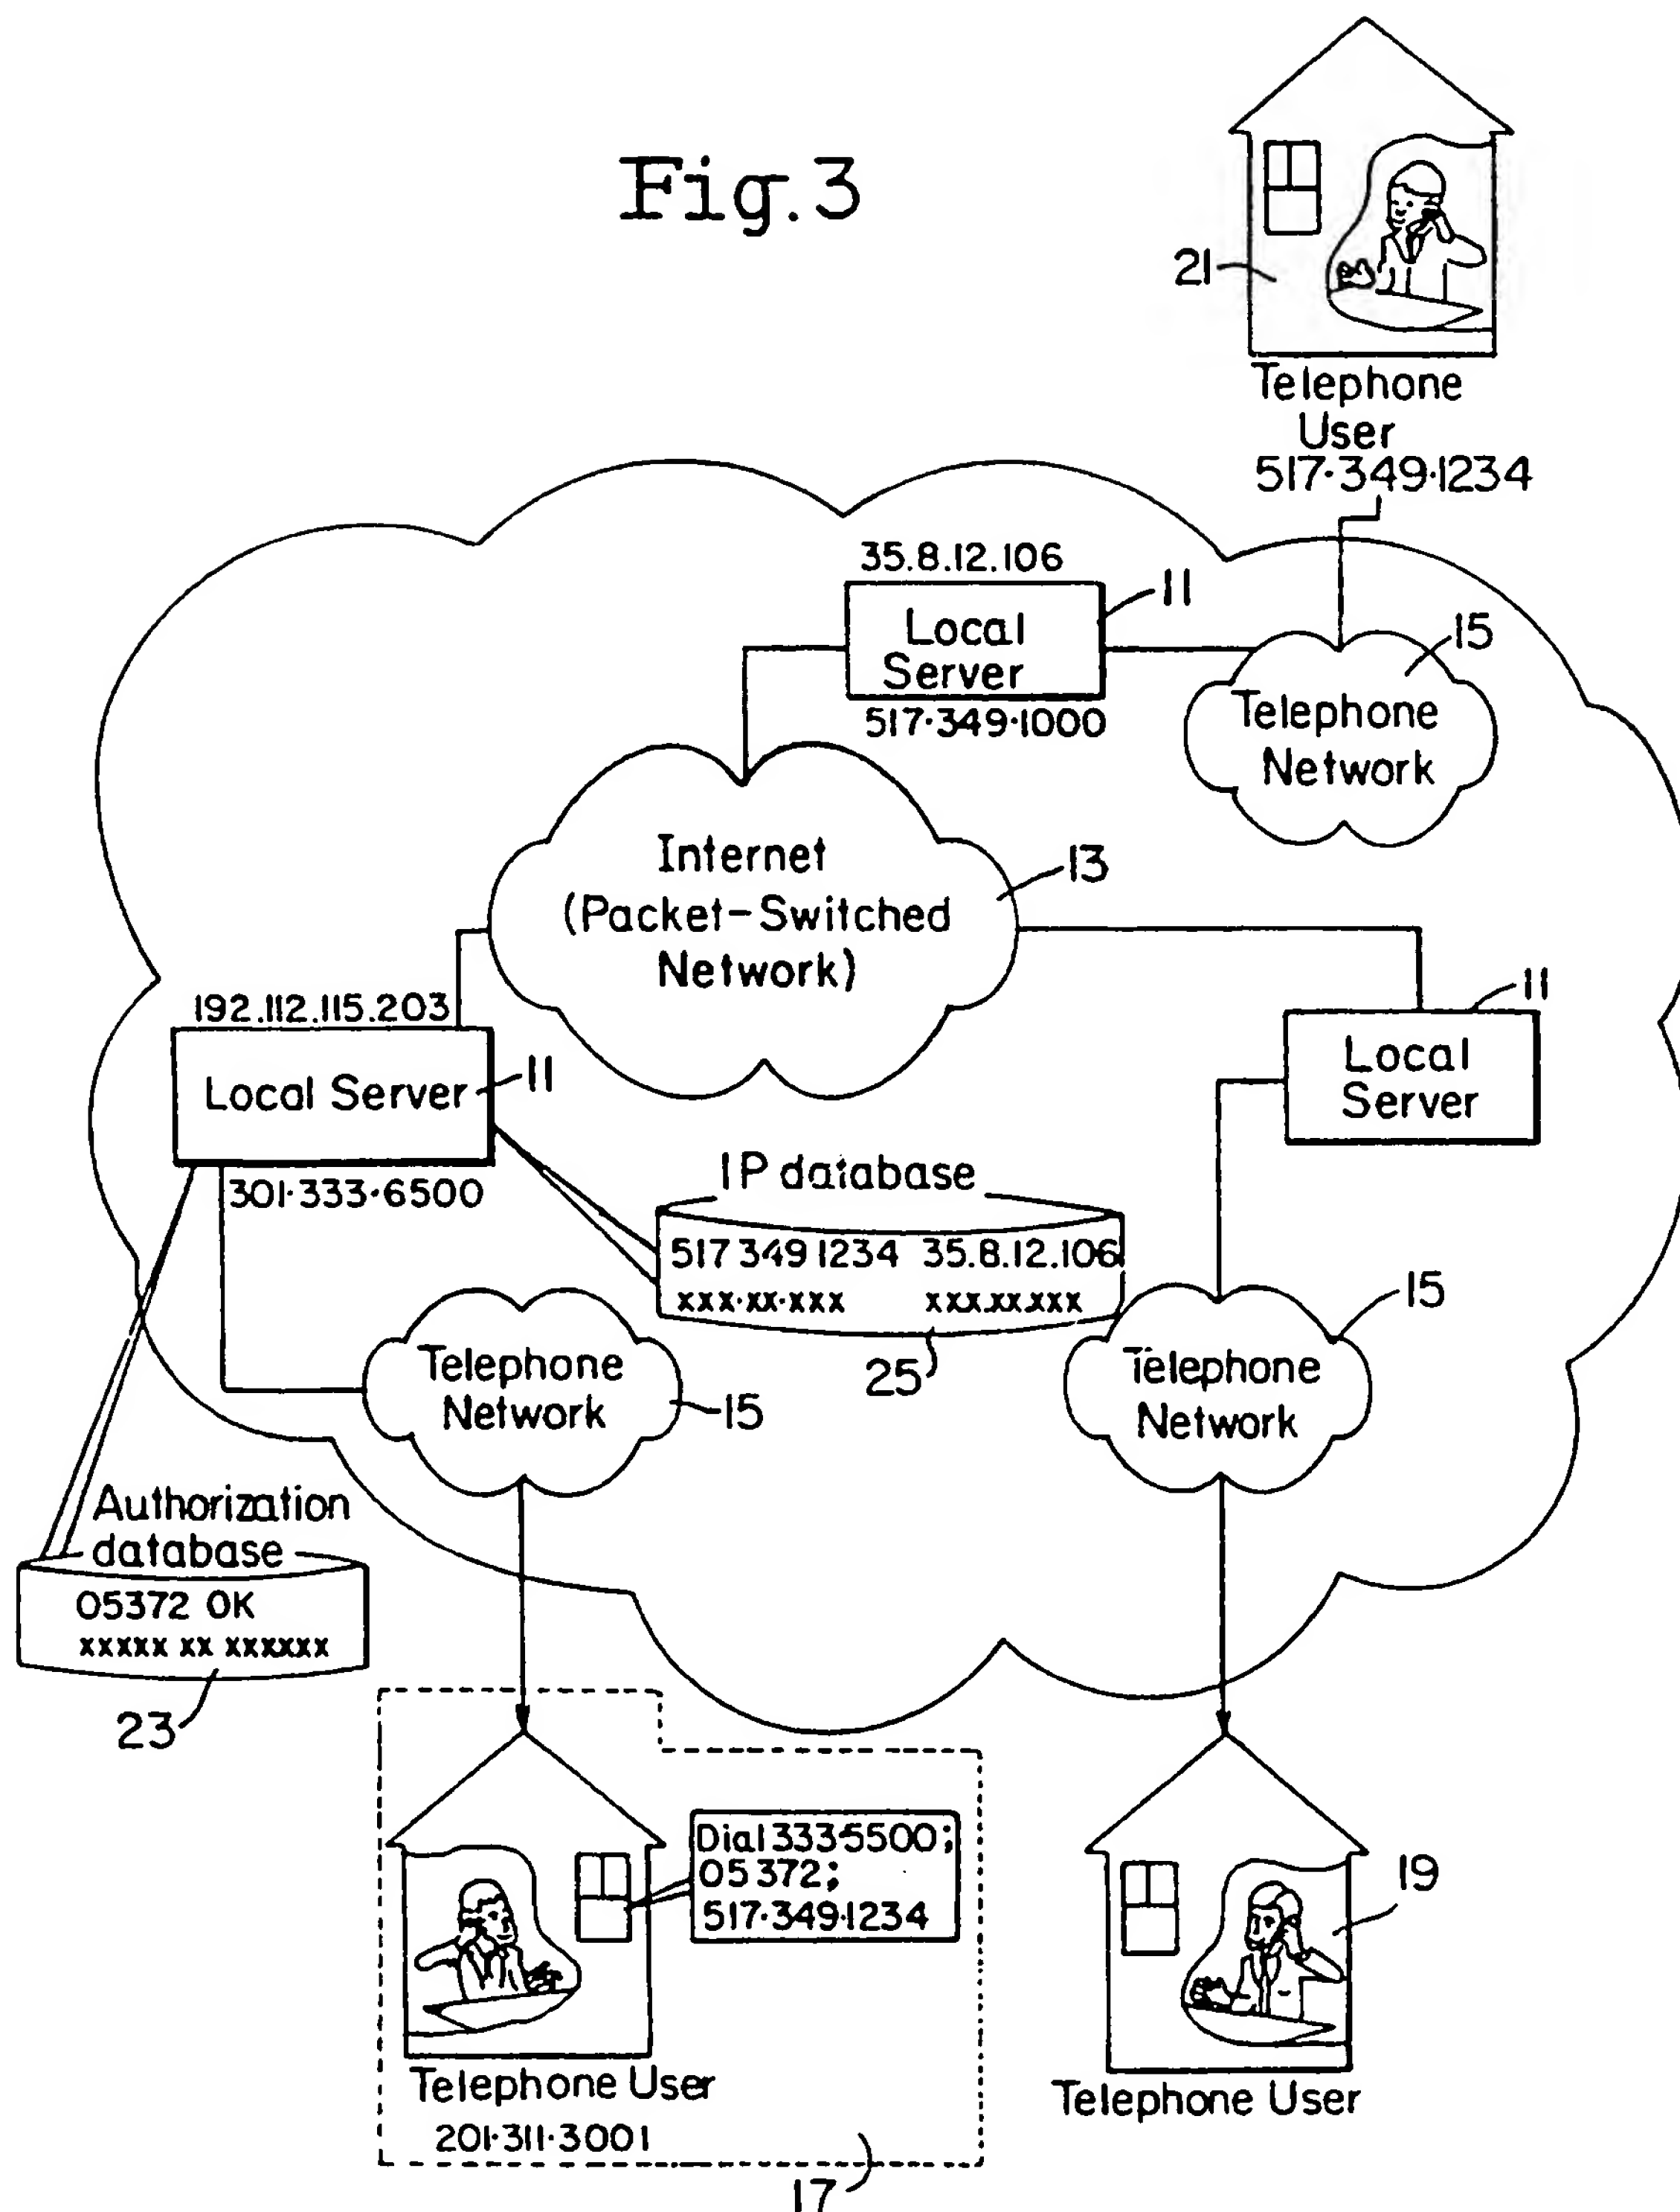 Fig. 3
21
Telephone
User
517·349·1234
35.8.12.106
11
Local
Server
517·349·1000
15
Telephone
Network
Internet
(Packet-Switched
Network)
13
192.112.115.203
Local Server
11
301·333·6500
11
Local
Server
IP database
517 349 1234 35.8.12.106
xxx·xx·xxx xxx.xx.xxx
25
Telephone
Network
15
15
Telephone
Network
Authorization
database
05372 OK
xxxxx xx xxxxxx
23
Dial 333·5500;
05372;
517·349·1234
Telephone User
201·311·3001
17
19
Telephone User